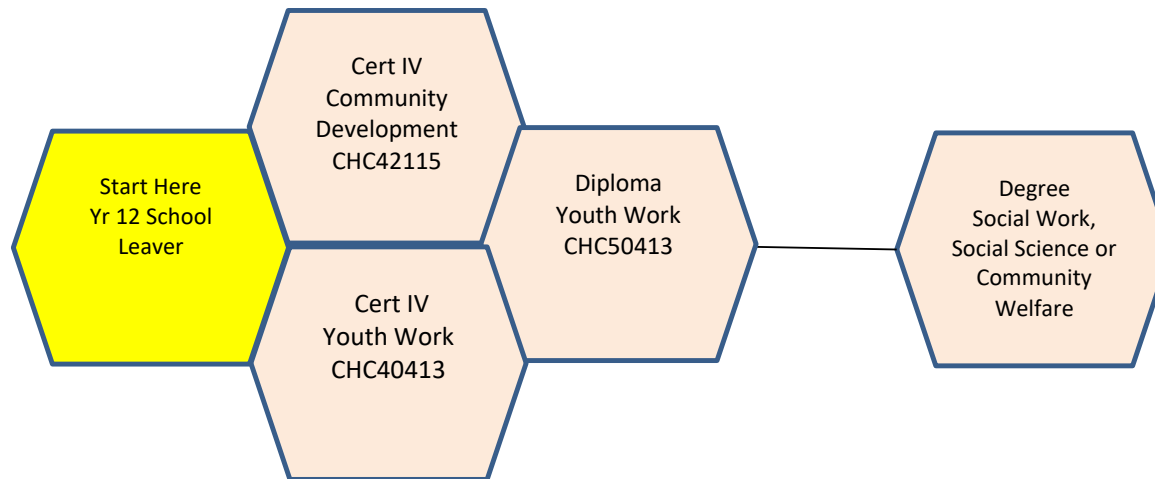 Cert IV
Community
Development
CHC42115
Start Here
Yr 12 School
Leaver
Diploma
Youth Work
CHC50413
Degree
Social Work,
Social Science or
Community
Welfare
Cert IV
Youth Work
CHC40413